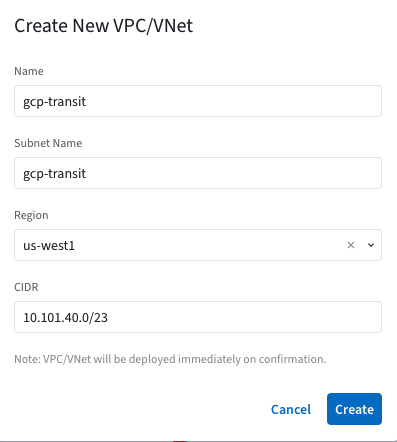 Create New VPC/VNet
Name
gcp-transit
Subnet Name
gcp-transit
Region
us-west1
CIDR
10.101.40.0/23
Note: VPC/VNet will be deployed immediately on confirmation.
Cancel Create